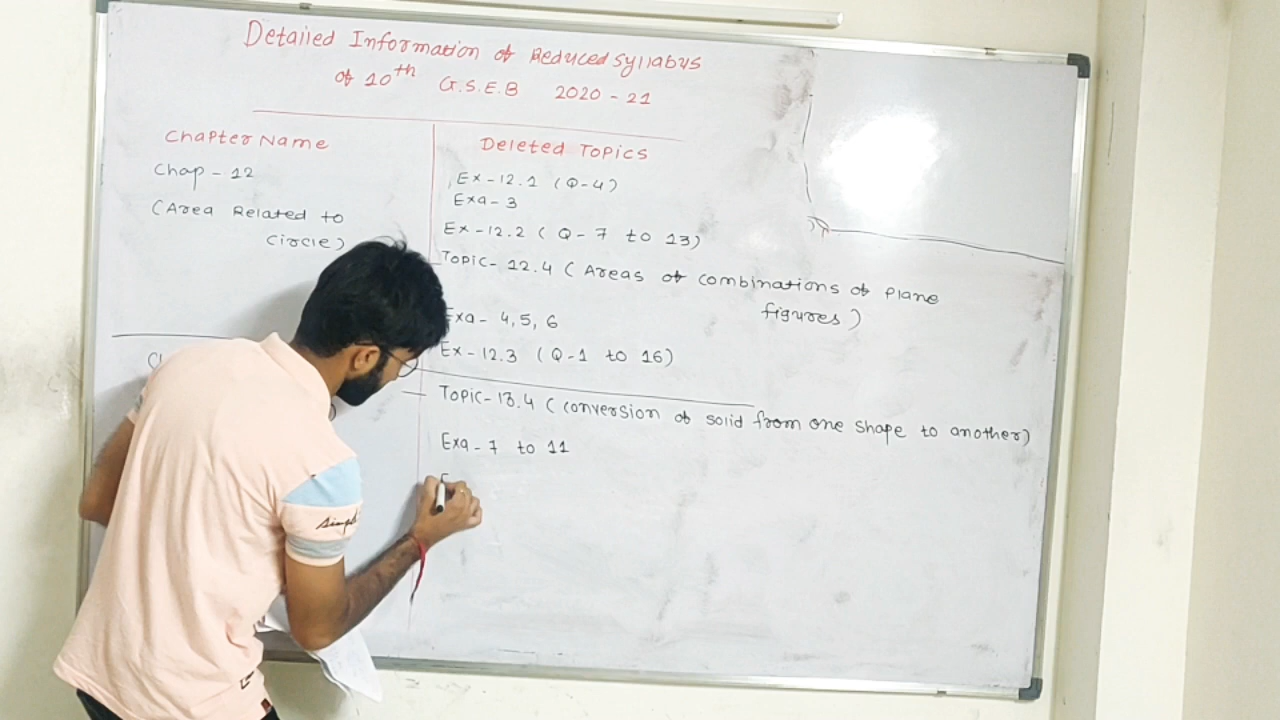 Detailed Information of Reduced Syllabus
of 10th G.S.E.B 2020-21
Chapter Name
Deleted Topics
Chap-12
(Area Related to
circle)
Ex-12.1 (Q-4)
Exa-3
Ex-12.2 (Q-7 to 13)
Topic-12.4 (Areas of combinations of Plane
figures)
Exa-4,5,6
Ex-12.3 (Q-1 to 16)
Topic-13.4 (conversion of solid from one shape to another)
Exa-7 to 11